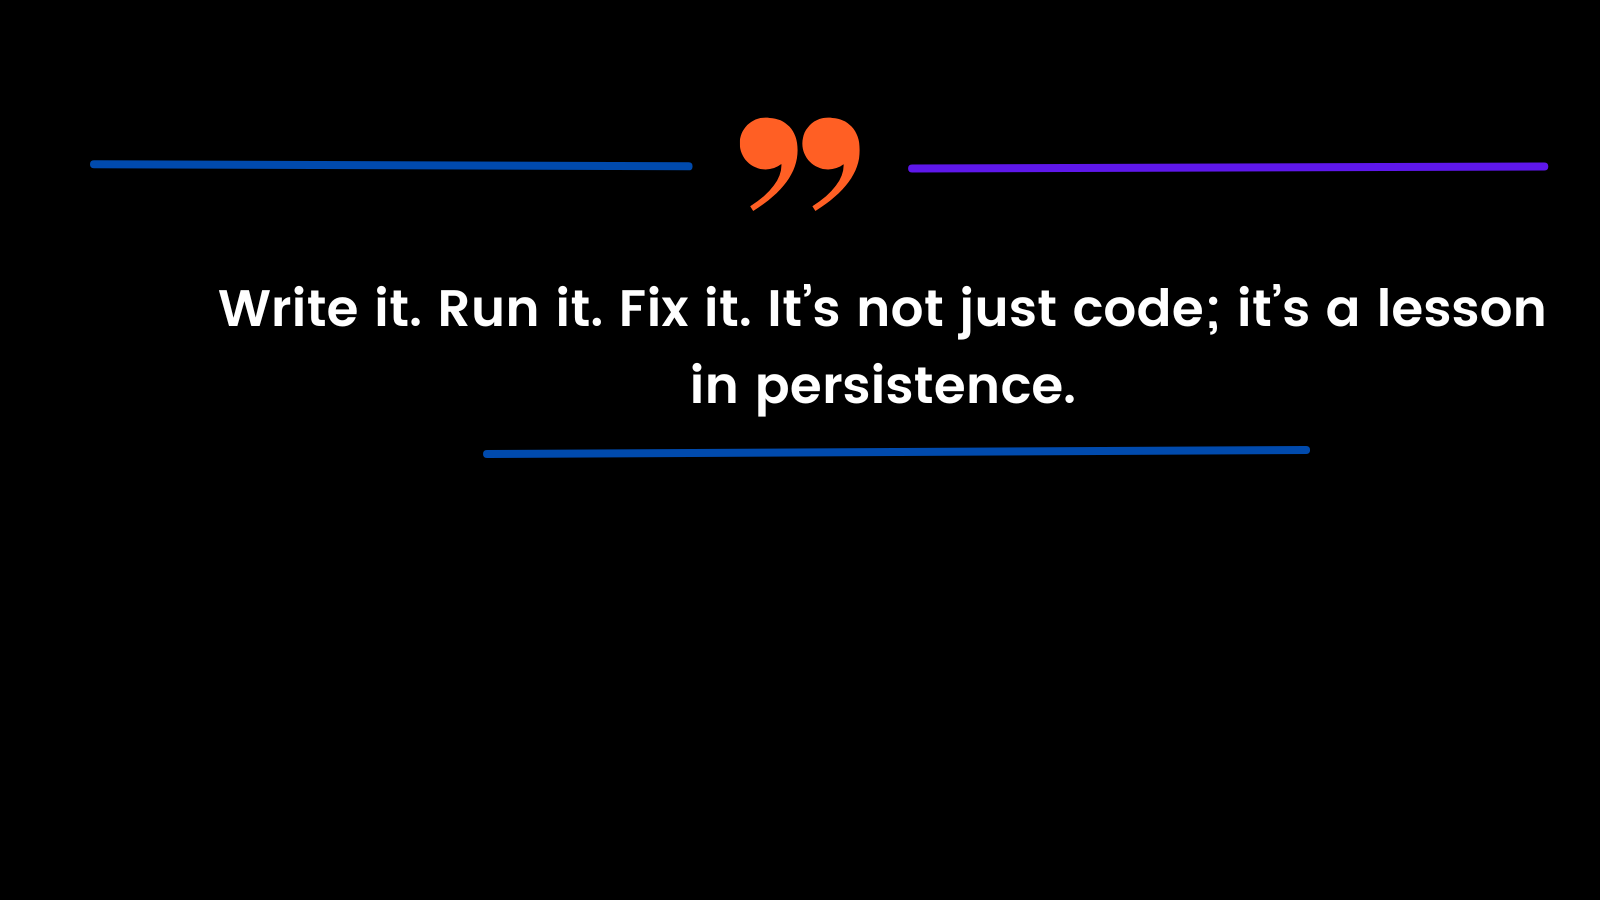 ”
Write it. Run it. Fix it. It’s not just code; it’s a lesson
in persistence.